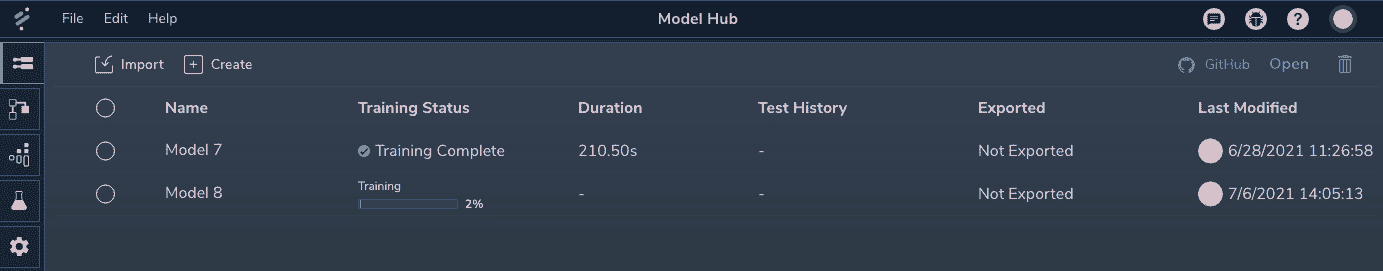 File Edit Help Model Hub ?
Import + Create GitHub Open
Name Training Status Duration Test History Exported Last Modified
Model 7 Training Complete 210.50s - Not Exported 6/28/2021 11:26:58
Model 8 Training 2% - - Not Exported 7/6/2021 14:05:13